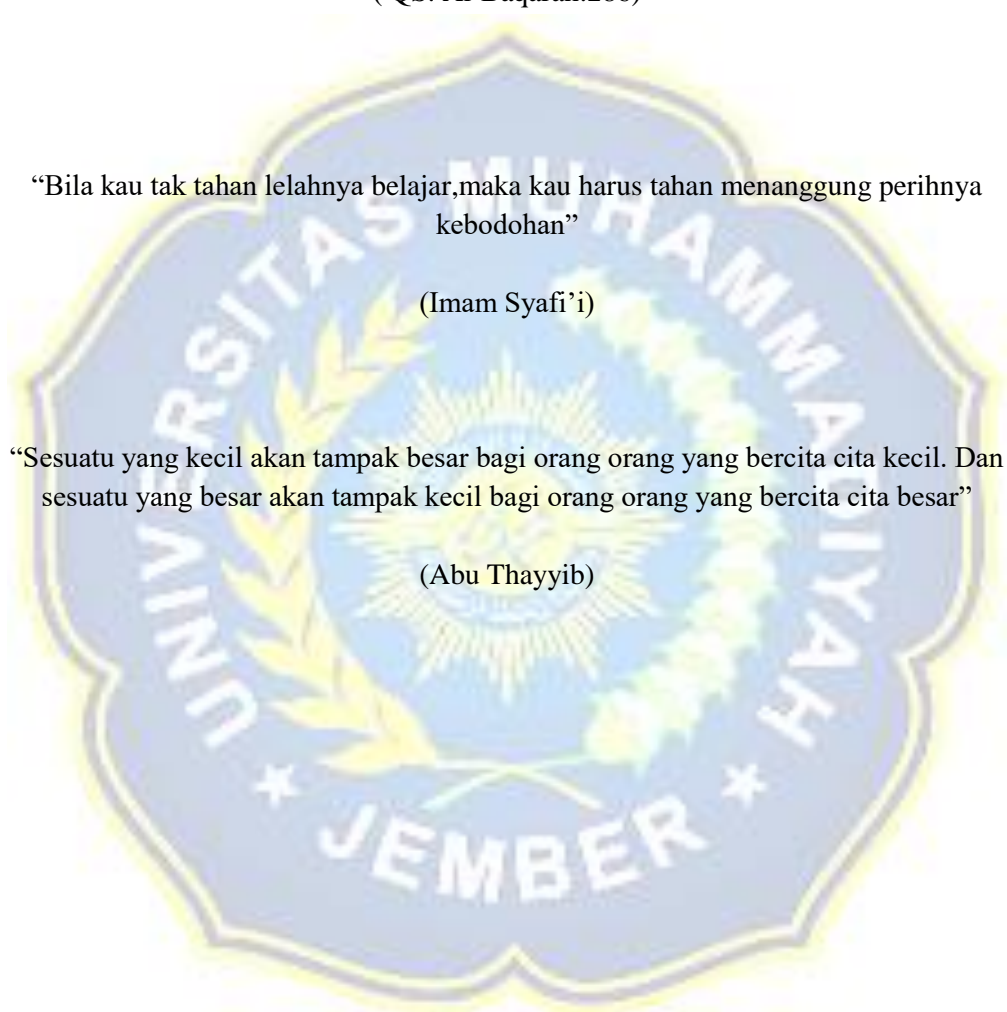 “Bila kau tak tahan lelahnya belajar,maka kau harus tahan menanggung perihnya
kebodohan”
(Imam Syafi’i)
“Sesuatu yang kecil akan tampak besar bagi orang orang yang bercita cita kecil. Dan
sesuatu yang besar akan tampak kecil bagi orang orang yang bercita cita besar”
(Abu Thayyib)
UNIVERSITAS MUHAMMADIYAH
★ JEMBER ★